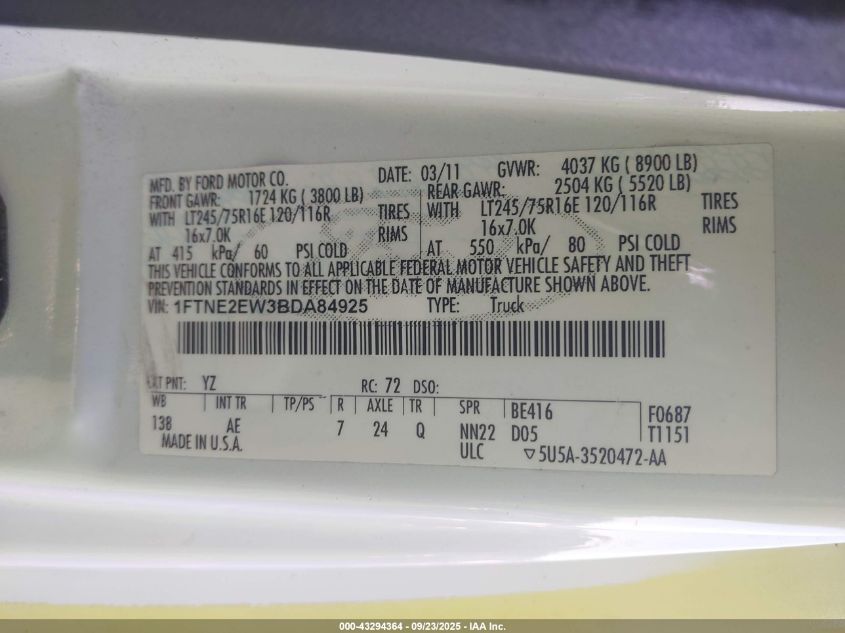 MFD. BY FORD MOTOR CO. DATE: 03/11 GVWR: 4037 KG ( 8900 LB)
FRONT GAWR: 1724 KG ( 3800 LB) REAR GAWR: 2504 KG ( 5520 LB)
WITH LT245/75R16E 120/116R TIRES WITH LT245/75R16E 120/116R TIRES
16x7.0K RIMS 16x7.0K RIMS
AT 415 kPa/ 60 PSI COLD AT 550 kPa/ 80 PSI COLD
THIS VEHICLE CONFORMS TO ALL APPLICABLE FEDERAL MOTOR VEHICLE SAFETY AND THEFT
PREVENTION STANDARDS IN EFFECT ON THE DATE OF MANUFACTURE SHOWN ABOVE.
VIN: 1FTNE2EW3BDA84925 TYPE: Truck
EXT PNT: YZ RC: 72 DSO:
WB INT TR TP/PS R AXLE TR SPR BE416 F0687
138 AE 7 24 Q NN22 D05 T1151
MADE IN U.S.A. ULC ▽5U5A-3520472-AA
000-43294364 - 09/23/2025 - IAA Inc.